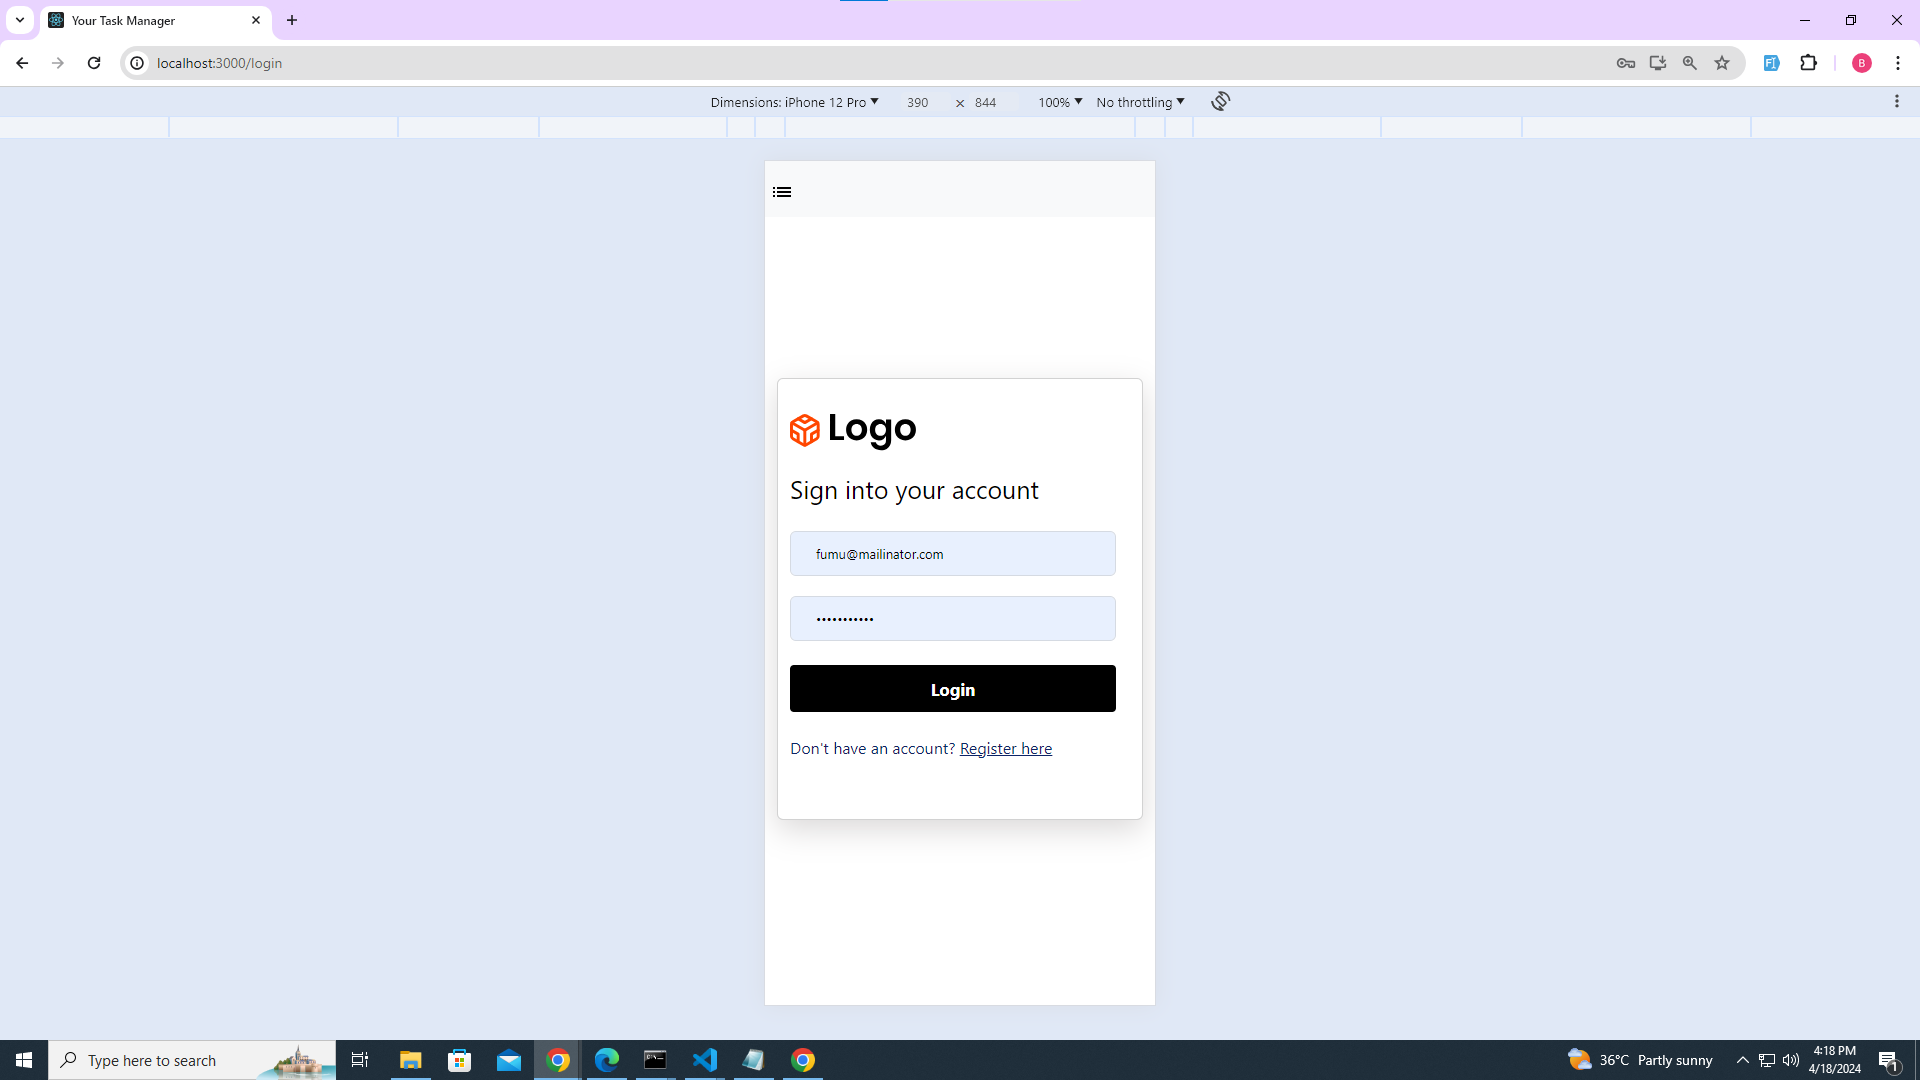 Your Task Manager
localhost:3000/login
B
Dimensions: iPhone 12 Pro
390
×
844
100%
No throttling
Logo
Sign into your account
fumu@mailinator.com
•••••••••••
Login
Don't have an account? Register here
Type here to search
36°C Partly sunny
4:18 PM
4/18/2024
1